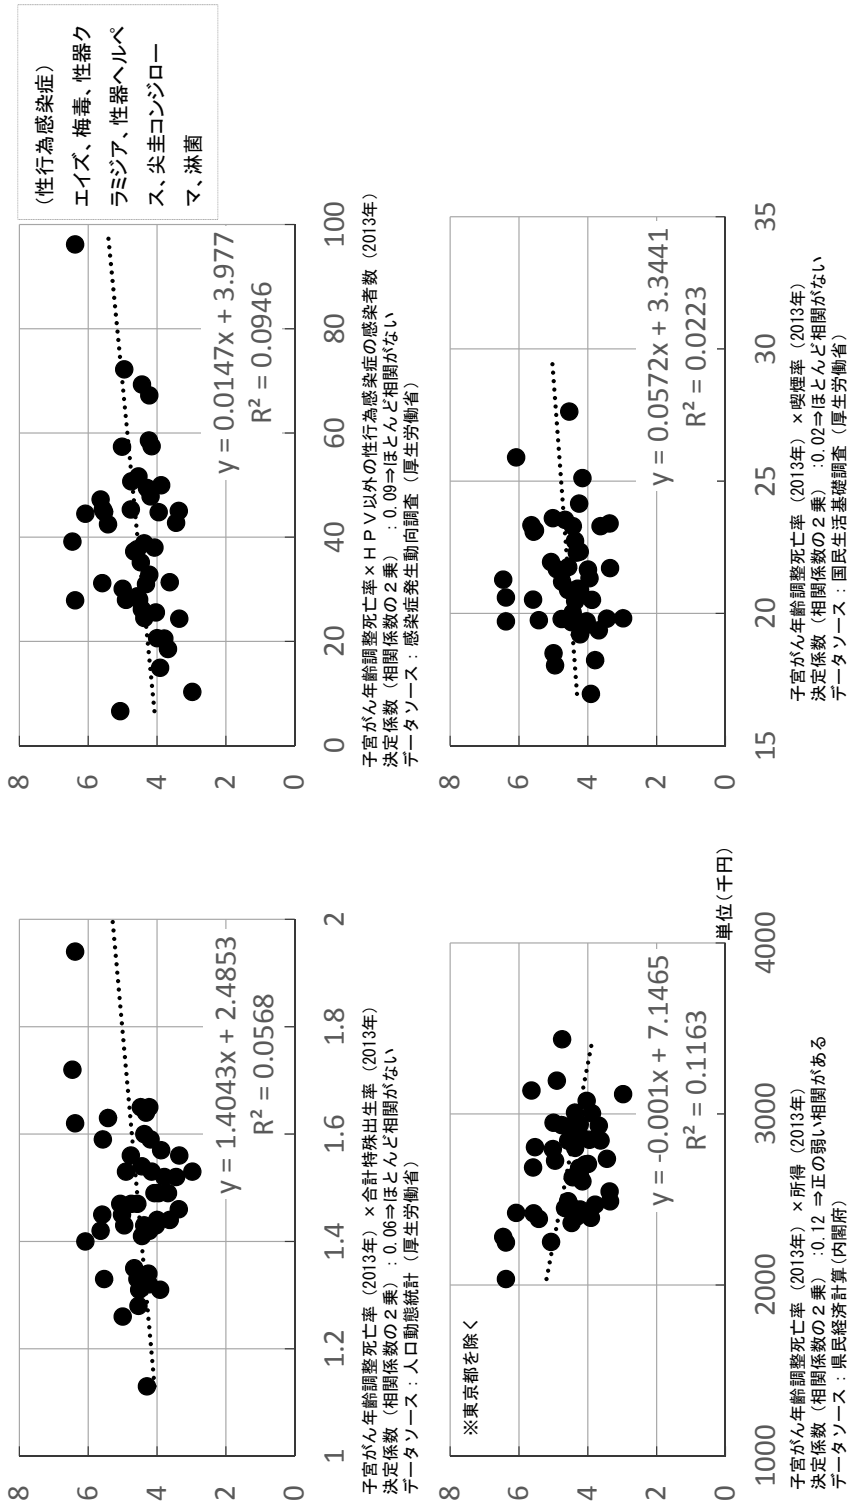 8
6
4
2
0
1
1.2
1.4
1.6
1.8
2
y = 1.4043x + 2.4853
R² = 0.0568
子宮がん年齢調整死亡率（2013年）×合計特殊出生率（2013年）
決定係数（相関係数の２乗）：0.06⇒ほとんど相関がない
データソース：人口動態統計（厚生労働省）
8
6
4
2
0
0
20
40
60
80
100
y = 0.0147x + 3.977
R² = 0.0946
（性行為感染症）
エイズ、梅毒、性器ク
ラミジア、性器ヘルペ
ス、尖圭コンジロー
マ、淋菌
子宮がん年齢調整死亡率×ＨＰＶ以外の性行為感染症の感染者数（2013年）
決定係数（相関係数の２乗）：0.09⇒ほとんど相関がない
データソース：感染症発生動向調査（厚生労働省）
8
6
4
2
0
※東京都を除く
1000
2000
3000
4000
単位（千円）
y = -0.001x + 7.1465
R² = 0.1163
子宮がん年齢調整死亡率（2013年）×所得（2013年）
決定係数（相関係数の２乗）:0.12 ⇒正の弱い相関がある
データソース：県民経済計算（内閣府）
8
6
4
2
0
15
20
25
30
35
y = 0.0572x + 3.3441
R² = 0.0223
子宮がん年齢調整死亡率（2013年）×喫煙率（2013年）
決定係数（相関係数の２乗）:0.02⇒ほとんど相関がない
データソース：国民生活基礎調査（厚生労働省）